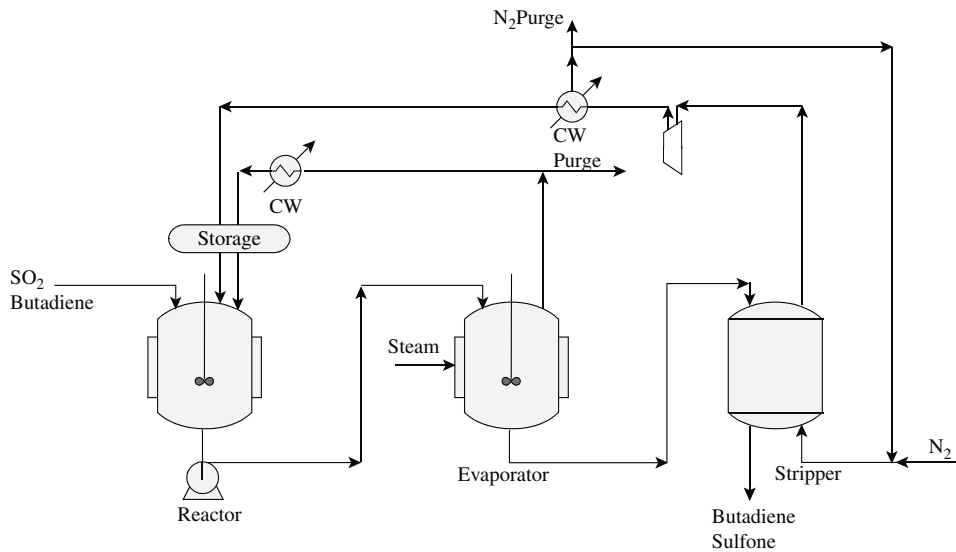 N₂Purge
CW
Purge
CW
Storage
SO₂
Butadiene
Steam
Evaporator
Stripper
N₂
Reactor
Butadiene
Sulfone